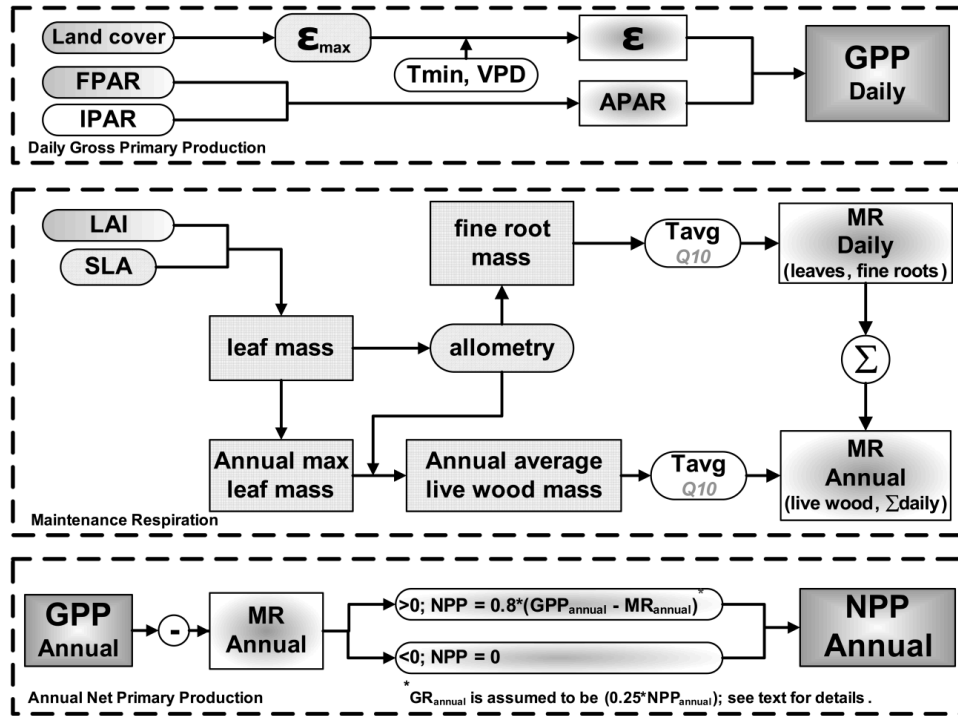 Land cover
εmax
ε
Tmin, VPD
FPAR
IPAR
APAR
GPP
Daily
Daily Gross Primary Production
LAI
SLA
fine root
mass
Tavg
Q10
MR
Daily
(leaves, fine roots)
leaf mass
allometry
Σ
Annual max
leaf mass
Annual average
live wood mass
Tavg
Q10
MR
Annual
(live wood, Σdaily)
Maintenance Respiration
GPP
Annual
-
MR
Annual
>0; NPP = 0.8*(GPPannual - MRannual)*
<0; NPP = 0
NPP
Annual
Annual Net Primary Production
*GRannual is assumed to be (0.25*NPPannual); see text for details.